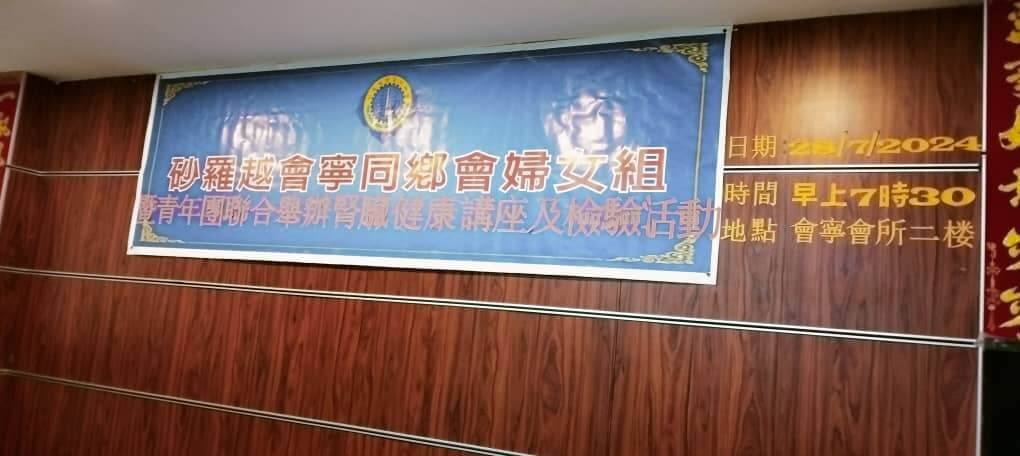 砂羅越會寧同鄉會婦女組
暨青年團聯合舉辦腎臟健康講座及檢驗活動
日期:28/7/2024
時間 早上7時30
地點 會寧會所二楼